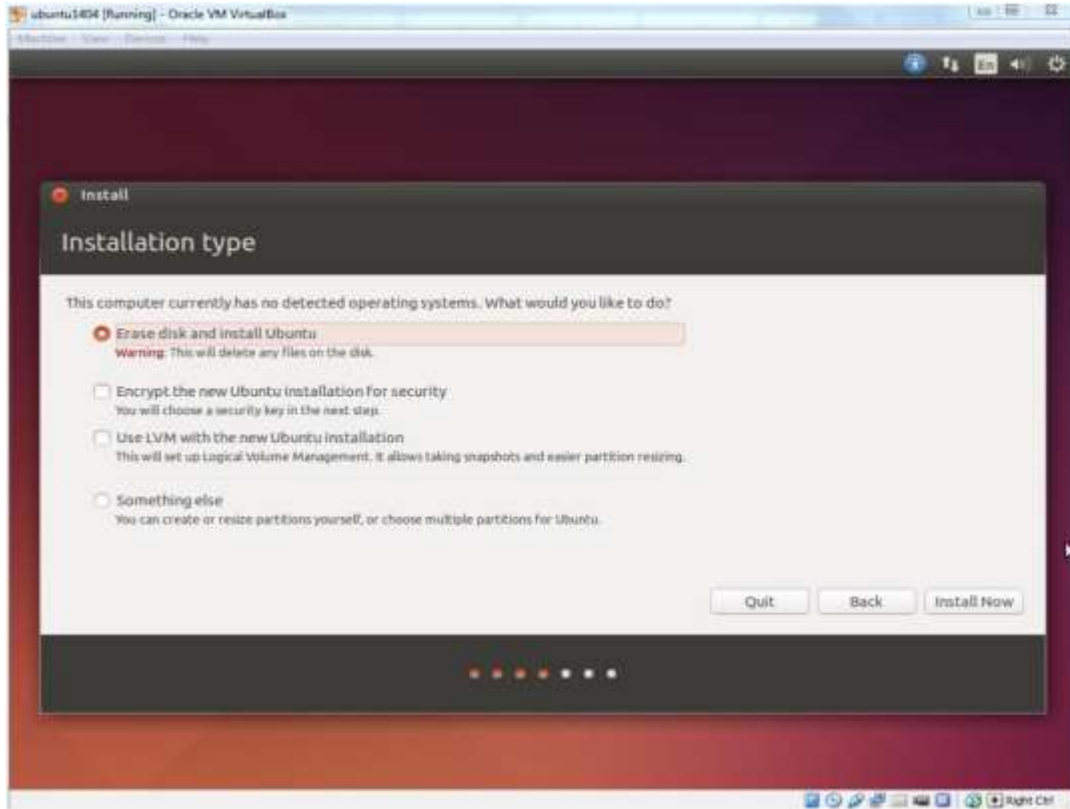 ubuntu1404 [Running] - Oracle VM VirtualBox
Machine View Devices Help
En
Install
Installation type
This computer currently has no detected operating systems. What would you like to do?
Erase disk and install Ubuntu
Warning: This will delete any files on the disk.
Encrypt the new Ubuntu installation for security
You will choose a security key in the next step.
Use LVM with the new Ubuntu installation
This will set up Logical Volume Management. It allows taking snapshots and easier partition resizing.
Something else
You can create or resize partitions yourself, or choose multiple partitions for Ubuntu.
Quit Back Install Now
Right Ctrl